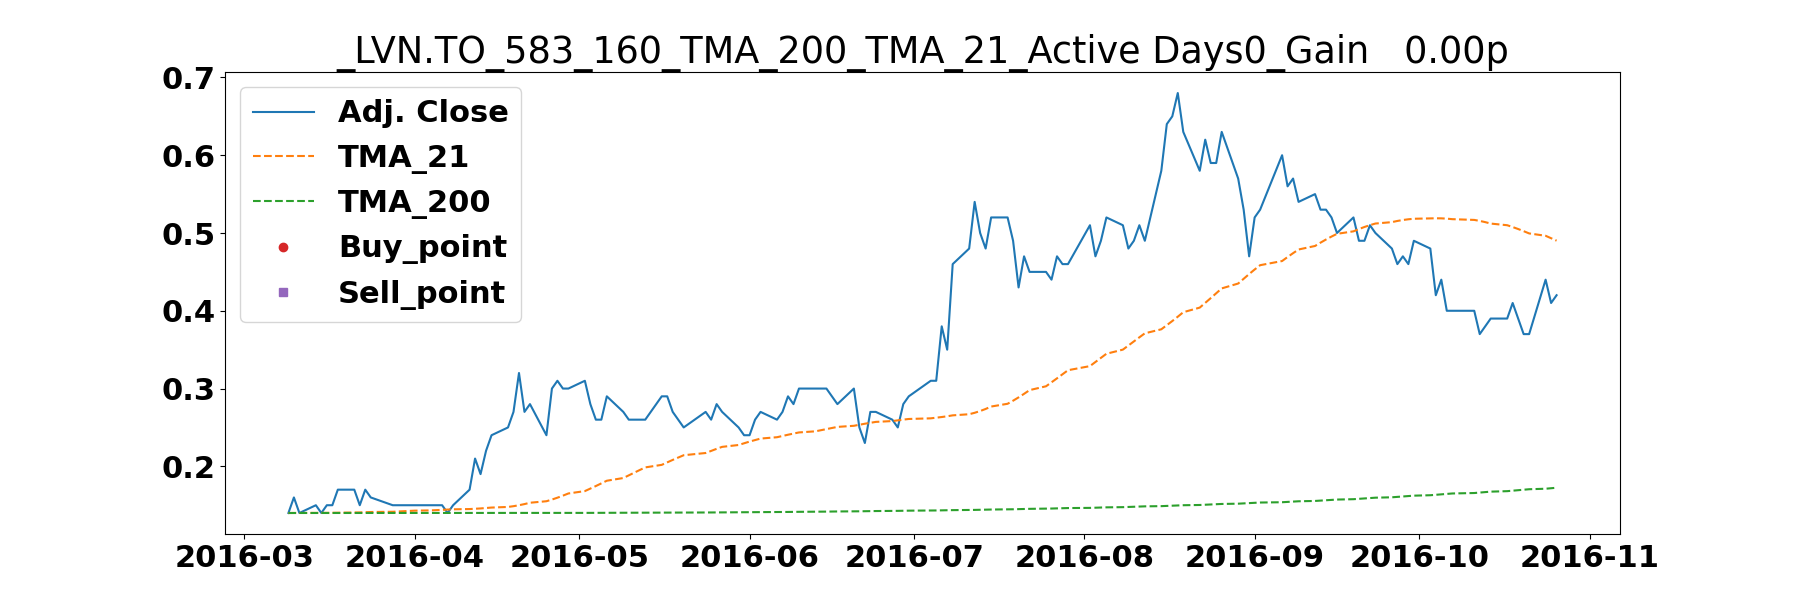 _LVN.TO_583_160_TMA_200_TMA_21_Active Days0_Gain   0.00p
0.7
0.6
0.5
0.4
0.3
0.2
Adj. Close
TMA_21
TMA_200
Buy_point
Sell_point
2016-03 2016-04 2016-05 2016-06 2016-07 2016-08 2016-09 2016-10 2016-11